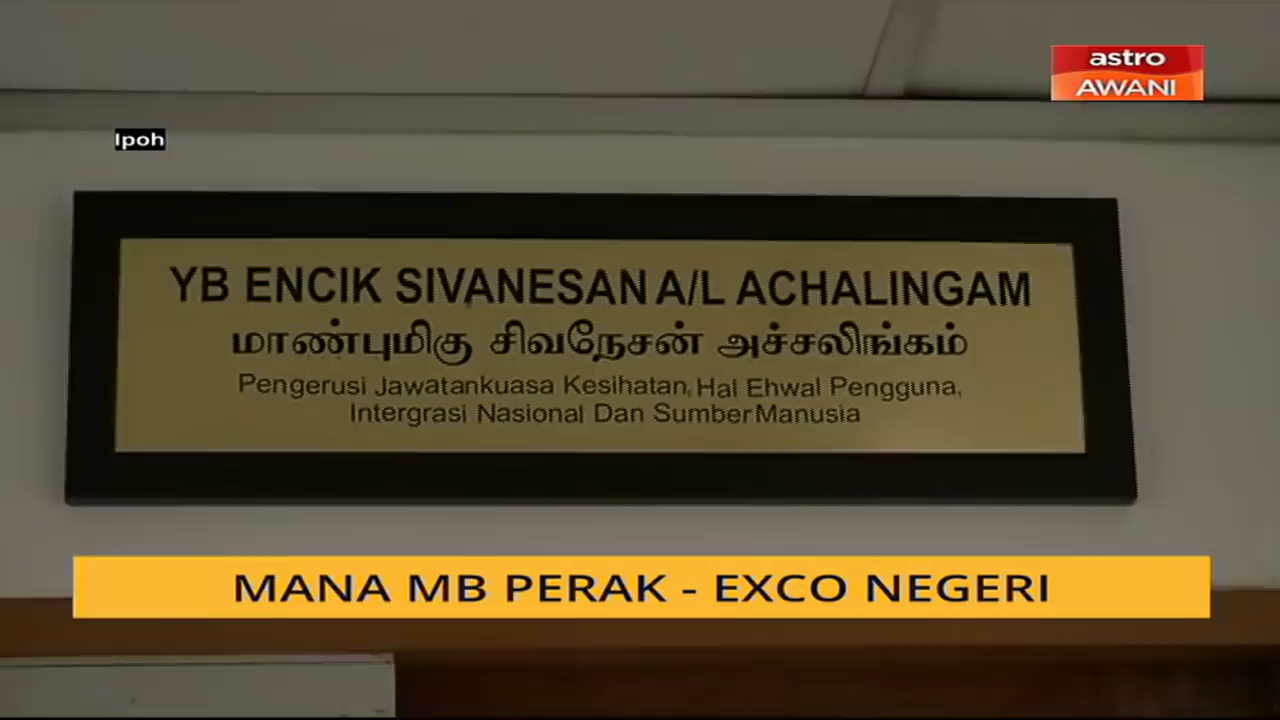 astro
AWANI
Ipoh
YB ENCIK SIVANESAN A/L ACHALINGAM
மாண்புமிகு சிவநேசன் அச்சலிங்கம்
Pengerusi Jawatankuasa Kesihatan, Hal Ehwal Pengguna,
Intergrasi Nasional Dan Sumber Manusia
MANA MB PERAK - EXCO NEGERI